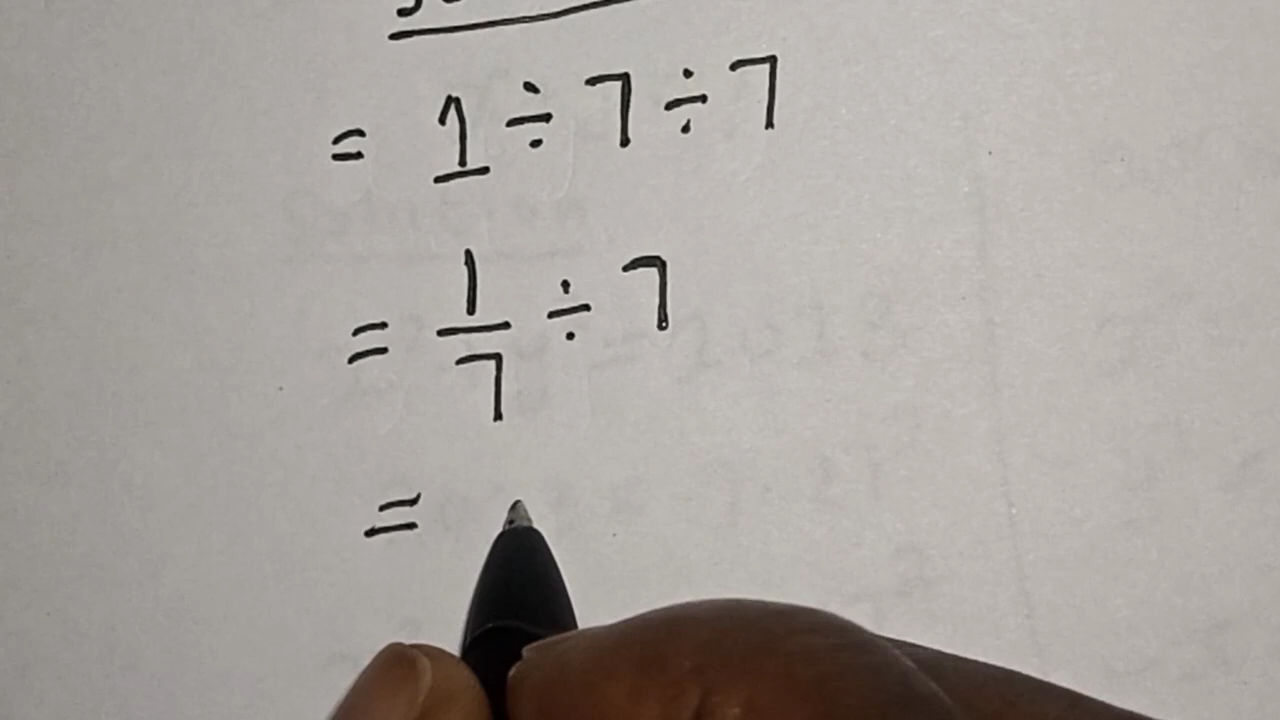 = 1 ÷ 7 ÷ 7
= 1/7 ÷ 7
=